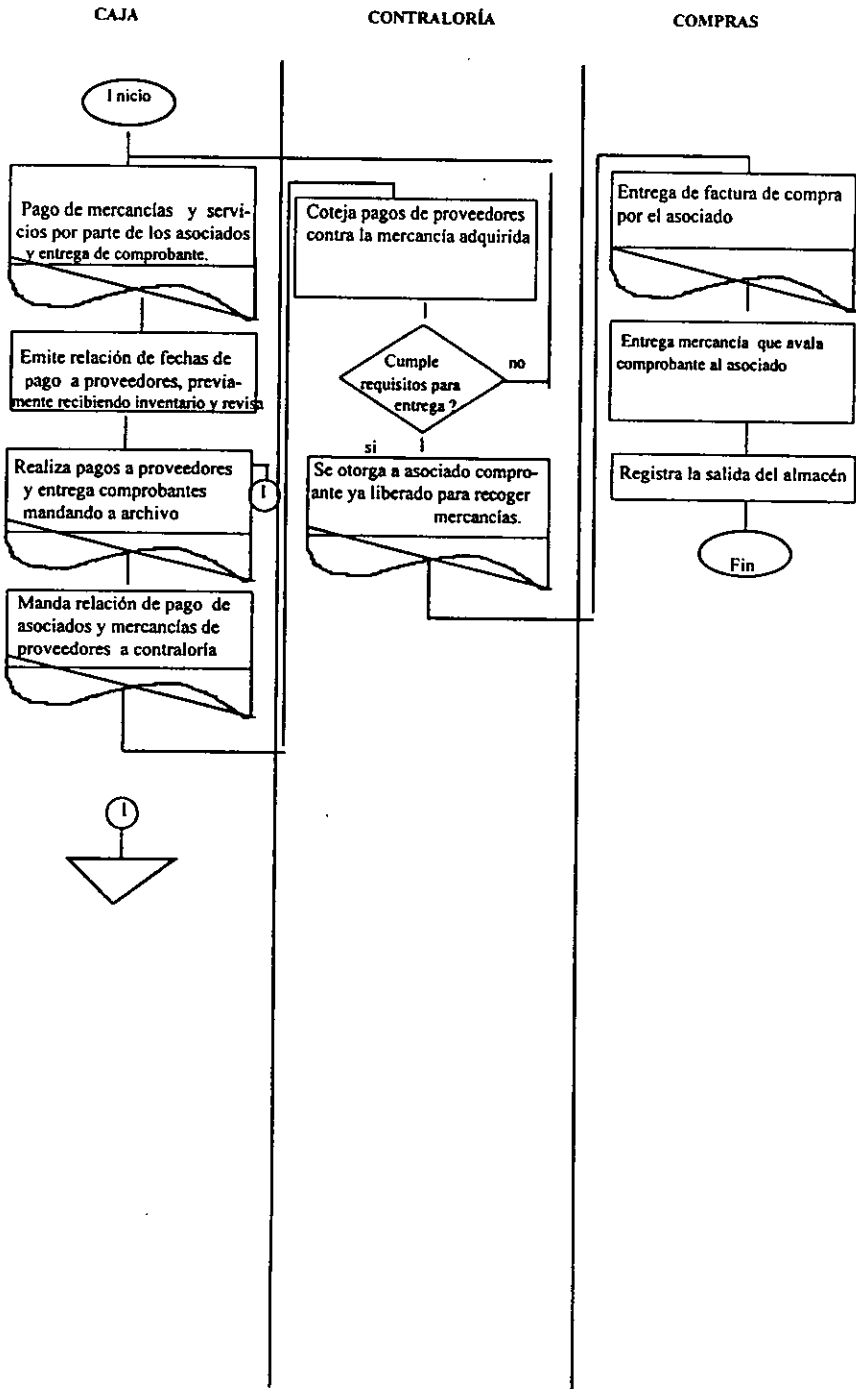 CAJA
CONTRALORÍA
COMPRAS
Inicio
Pago de mercancías y servi-
cios por parte de los asociados
y entrega de comprobante.
Emite relación de fechas de
pago a proveedores, previa-
mente recibiendo inventario y revisa
Realiza pagos a proveedores
y entrega comprobantes
mandando a archivo
1
Manda relación de pago de
asociados y mercancías de
proveedores a contraloría
1
Coteja pagos de proveedores
contra la mercancía adquirida
Cumple
requisitos para
entrega ?
no
si
Se otorga a asociado compro-
ante ya liberado para recoger
mercancías.
Entrega de factura de compra
por el asociado
Entrega mercancía que avala
comprobante al asociado
Registra la salida del almacén
Fin